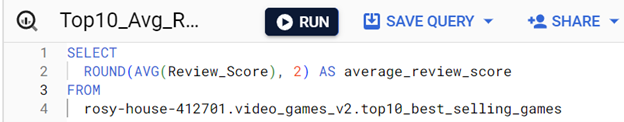 Top10_Avg_R... RUN SAVE QUERY SHARE
1 SELECT
2 ROUND(AVG(Review_Score), 2) AS average_review_score
3 FROM
4 rosy-house-412701.video_games_v2.top10_best_selling_games